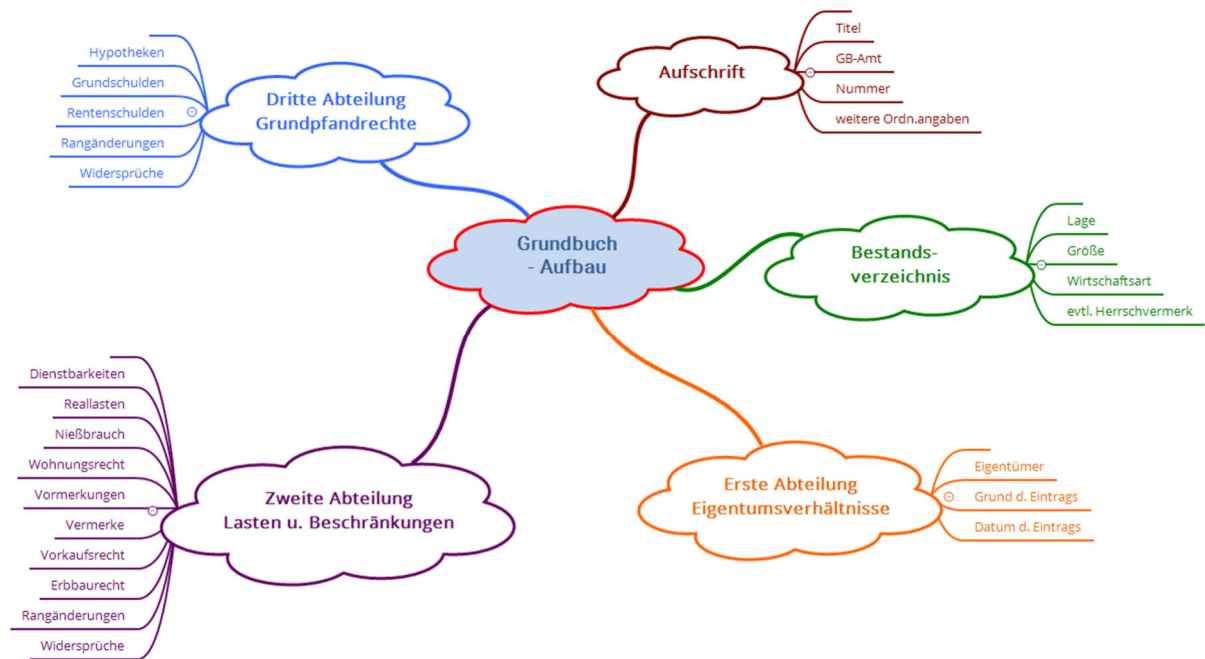 Grundbuch
- Aufbau
Aufschrift
Titel
GB-Amt
Nummer
weitere Ordn.angaben
Bestands-
verzeichnis
Lage
Größe
Wirtschaftsart
evtl. Herrschvermerk
Erste Abteilung
Eigentumsverhältnisse
Eigentümer
Grund d. Eintrags
Datum d. Eintrags
Zweite Abteilung
Lasten u. Beschränkungen
Dienstbarkeiten
Reallasten
Nießbrauch
Wohnungsrecht
Vormerkungen
Vermerke
Vorkaufsrecht
Erbbaurecht
Rangänderungen
Widersprüche
Dritte Abteilung
Grundpfandrechte
Hypotheken
Grundschulden
Rentenschulden
Rangänderungen
Widersprüche